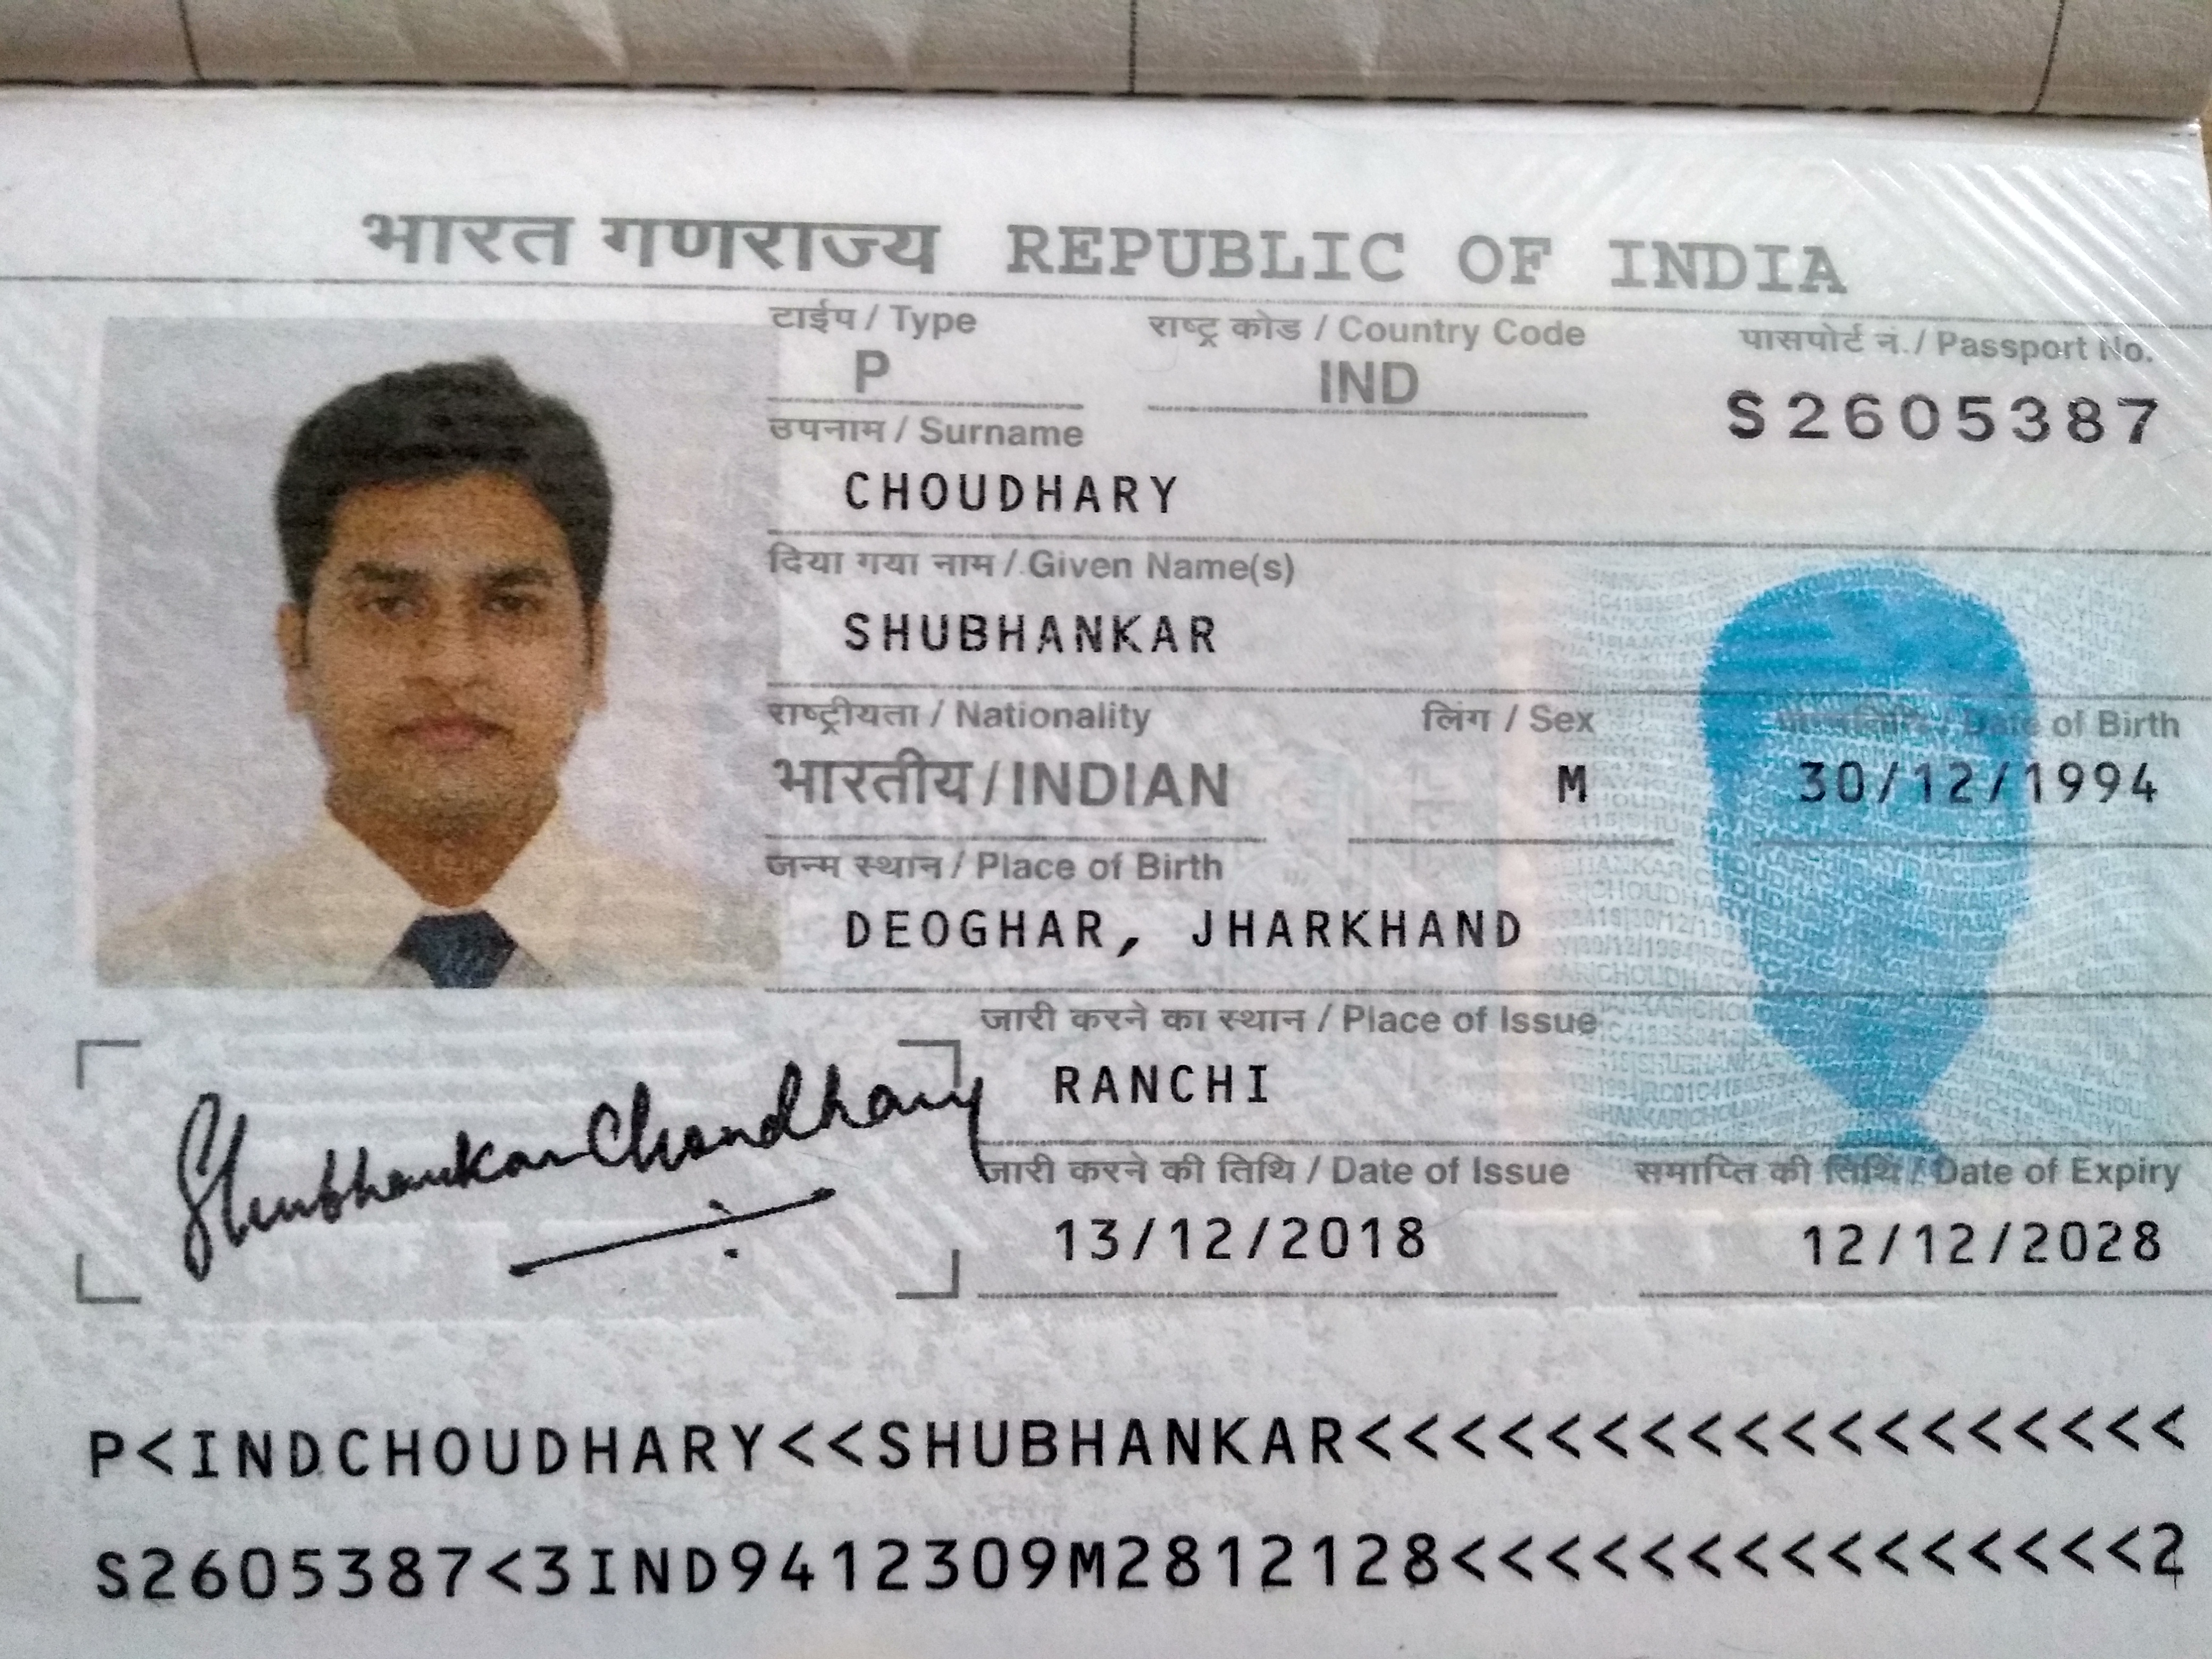 भारत गणराज्य REPUBLIC OF INDIA
टाईप / Type राष्ट्र कोड / Country Code पासपोर्ट नं. / Passport No.
P IND S2605387
उपनाम / Surname
CHOUDHARY
दिया गया नाम / Given Name(s)
SHUBHANKAR
राष्ट्रीयता / Nationality लिंग / Sex / Date of Birth
भारतीय / INDIAN M 30/12/1994
जन्म स्थान / Place of Birth
DEOGHAR, JHARKHAND
जारी करने का स्थान / Place of Issue
RANCHI
Shubhankar Choudhary
जारी करने की तिथि / Date of Issue समाप्ति की तिथि / Date of Expiry
13/12/2018 12/12/2028
P<INDCHOUDHARY<<SHUBHANKAR<<<<<<<<<<<<<<<<<<
S2605387<3IND9412309M2812128<<<<<<<<<<<<<<<2